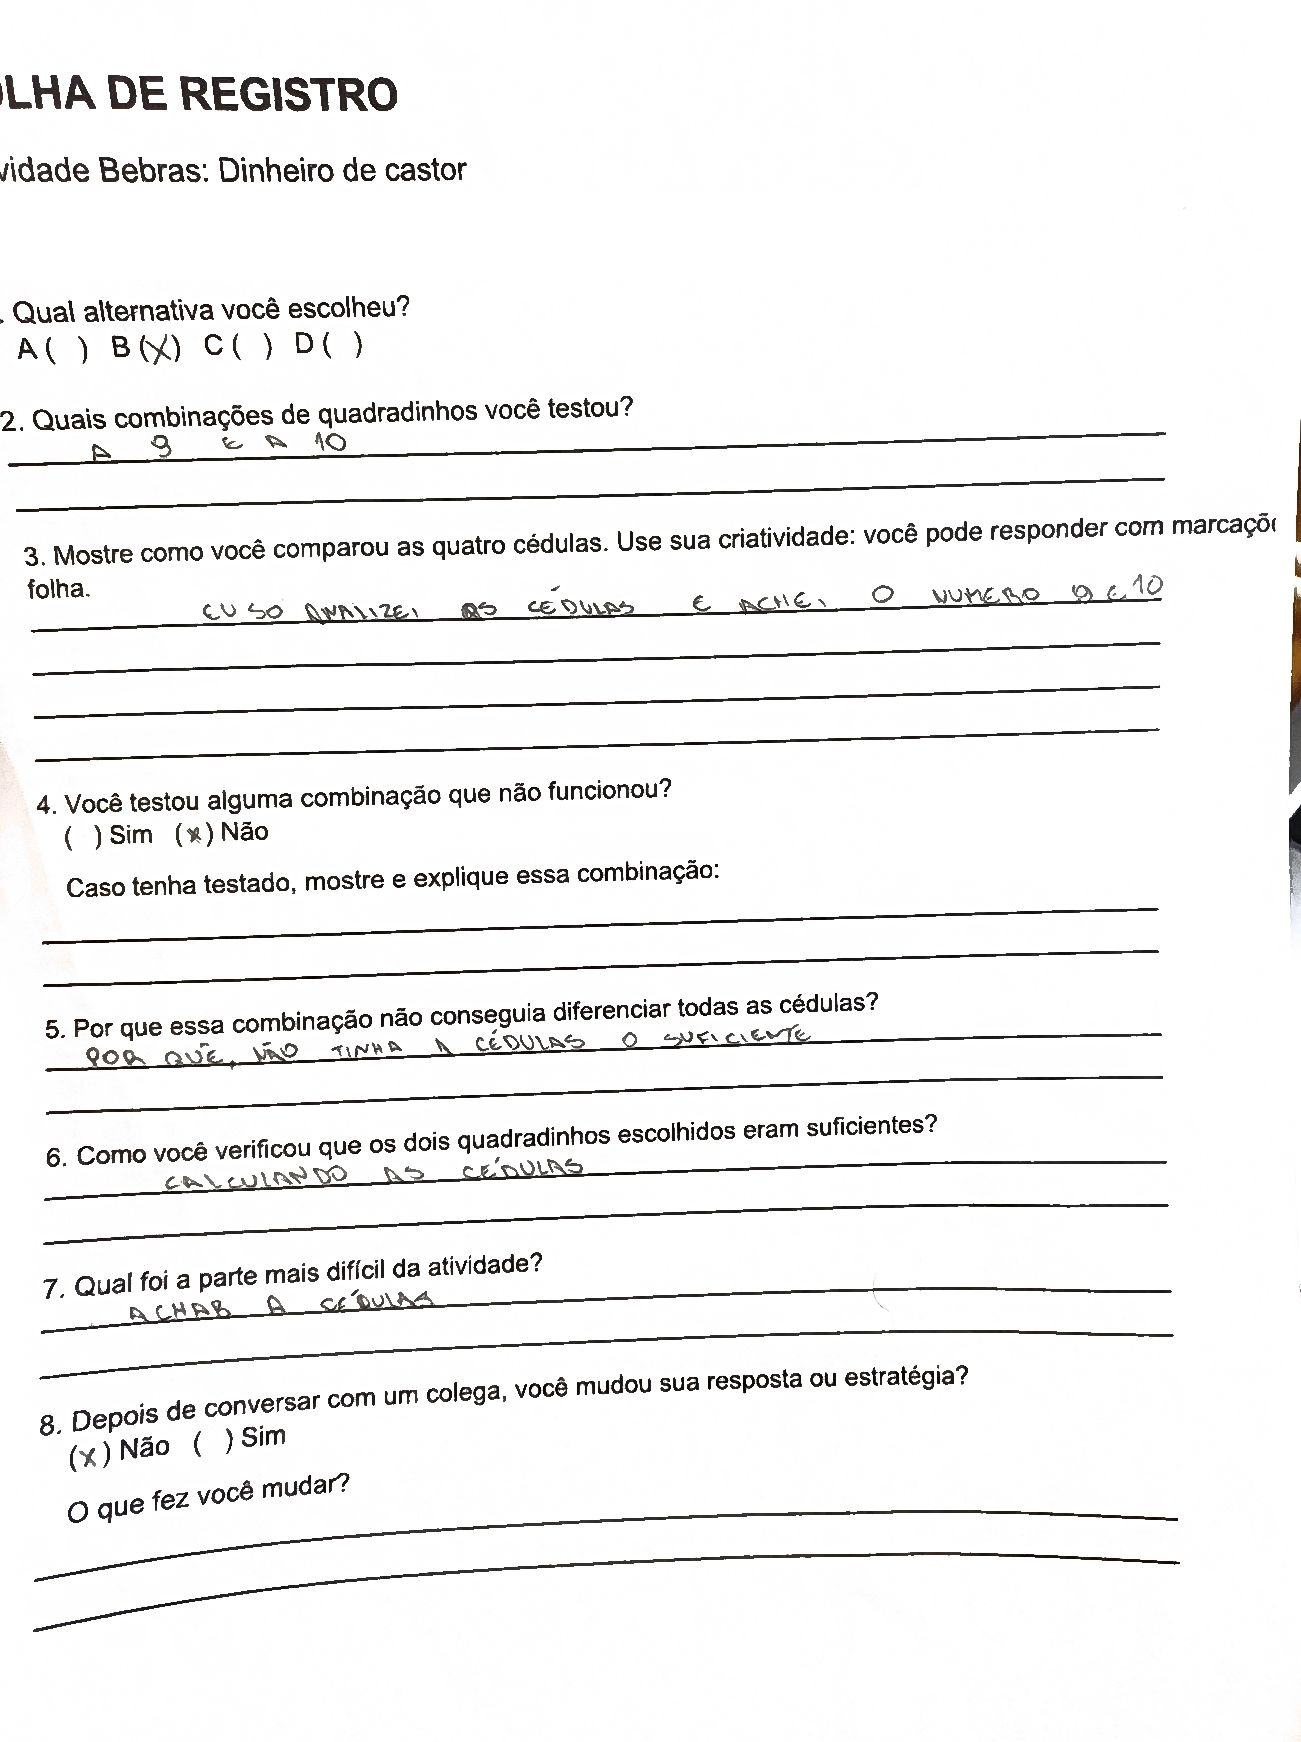 LHA DE REGISTRO
vidade Bebras: Dinheiro de castor
. Qual alternativa você escolheu?
A ( ) B (X) C ( ) D ( )
2. Quais combinações de quadradinhos você testou?
A 9 E A 10
3. Mostre como você comparou as quatro cédulas. Use sua criatividade: você pode responder com marcaçõ
folha.
EU SO ANALIZEI AS CÉDULAS E ACHEI O NUMERO 9 E 10
4. Você testou alguma combinação que não funcionou?
( ) Sim (x) Não
Caso tenha testado, mostre e explique essa combinação:
5. Por que essa combinação não conseguia diferenciar todas as cédulas?
POR QUE, NÃO TINHA A CÉDULAS O SUFICIENTE
6. Como você verificou que os dois quadradinhos escolhidos eram suficientes?
CALCULANDO AS CÉDULAS
7. Qual foi a parte mais difícil da atividade?
ACHAR A CÉDULAS
8. Depois de conversar com um colega, você mudou sua resposta ou estratégia?
(X) Não ( ) Sim
O que fez você mudar?